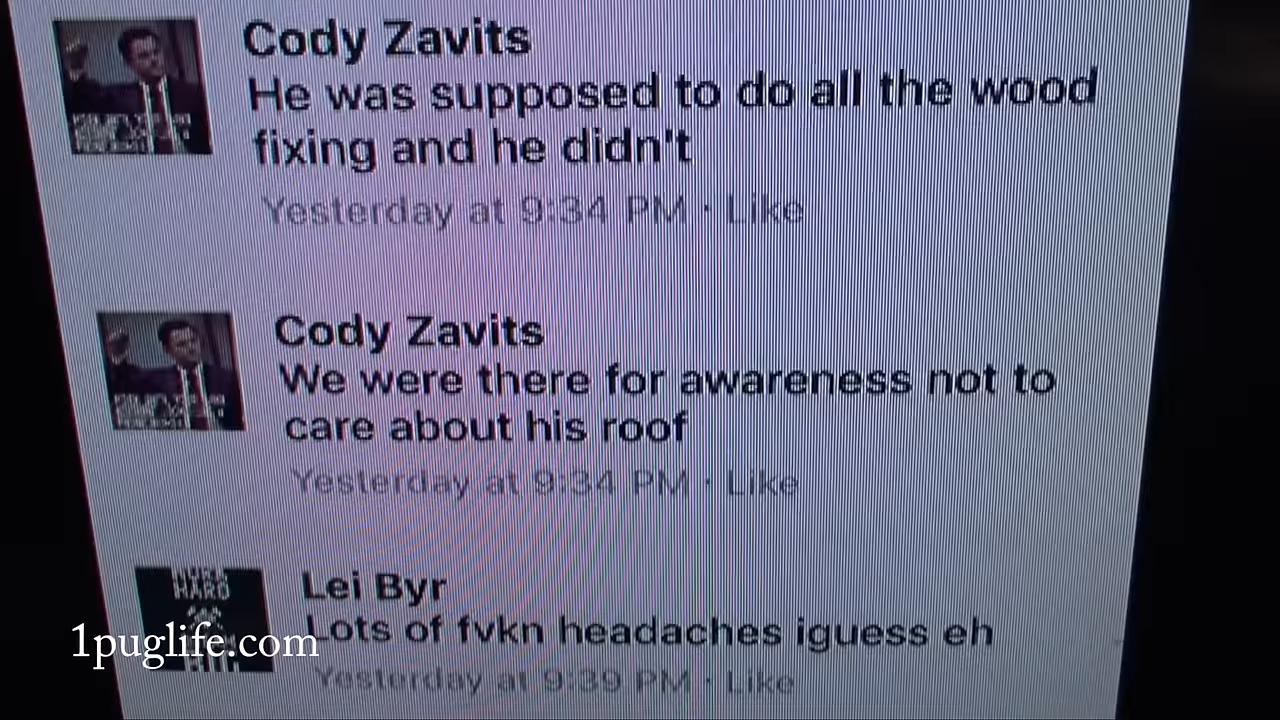 Cody Zavits
He was supposed to do all the wood
fixing and he didn't
Yesterday at 9:34 PM · Like
Cody Zavits
We were there for awareness not to
care about his roof
Yesterday at 9:34 PM · Like
HARD
Lei Byr
Lots of fvkn headaches iguess eh
Yesterday at 9:39 PM · Like
1puglife.com